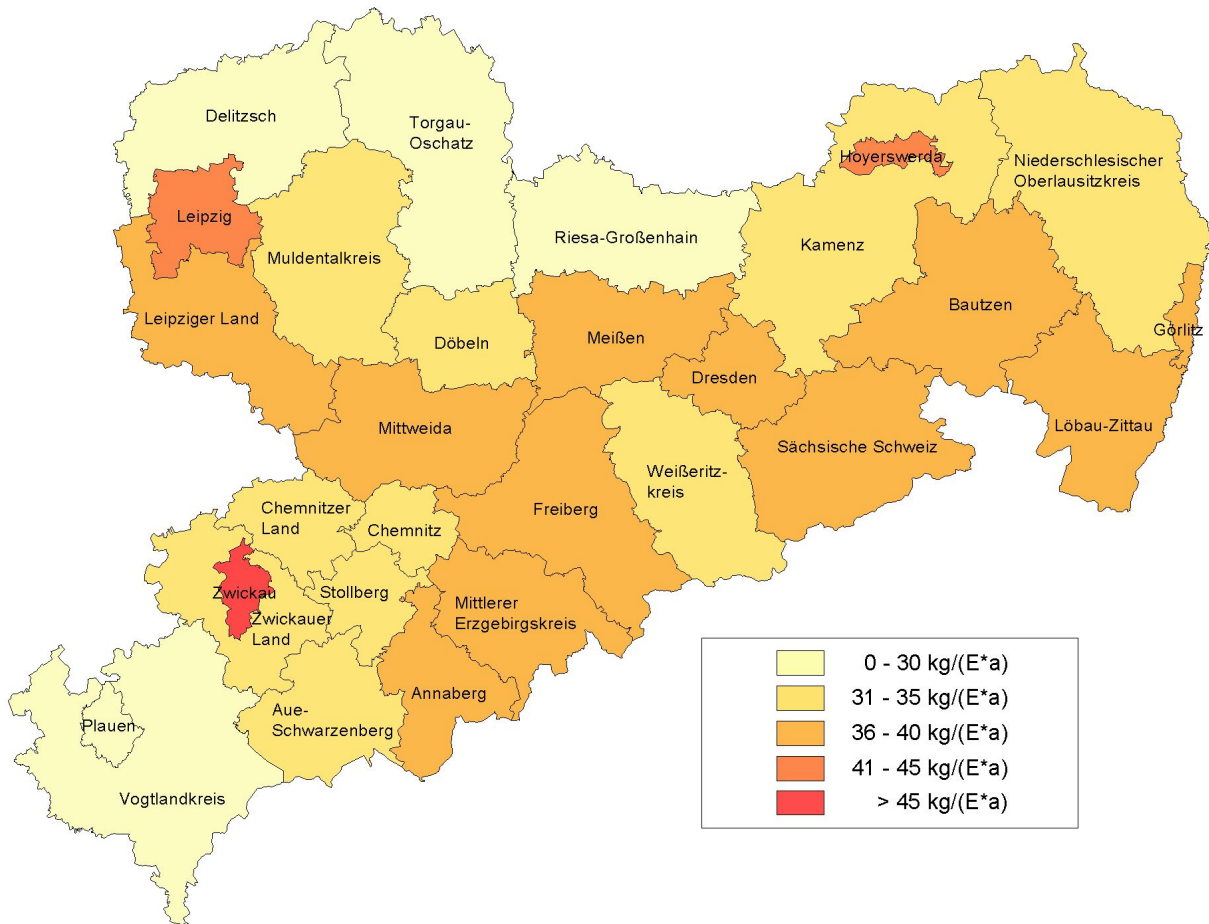 Delitzsch
Torgau-
Oschatz
Hoyerswerda
Niederschlesischer
Oberlausitzkreis
Leipzig
Riesa-Großenhain
Kamenz
Muldentalkreis
Leipziger Land
Döbeln
Meißen
Bautzen
Görlitz
Dresden
Mittweida
Sächsische Schweiz
Löbau-Zittau
Weißeritz-
kreis
Chemnitzer
Land
Chemnitz
Freiberg
Zwickau
Stollberg
Zwickauer
Land
Mittlerer
Erzgebirgskreis
Annaberg
Aue-
Schwarzenberg
Plauen
Vogtlandkreis
0 - 30 kg/(E*a)
31 - 35 kg/(E*a)
36 - 40 kg/(E*a)
41 - 45 kg/(E*a)
> 45 kg/(E*a)